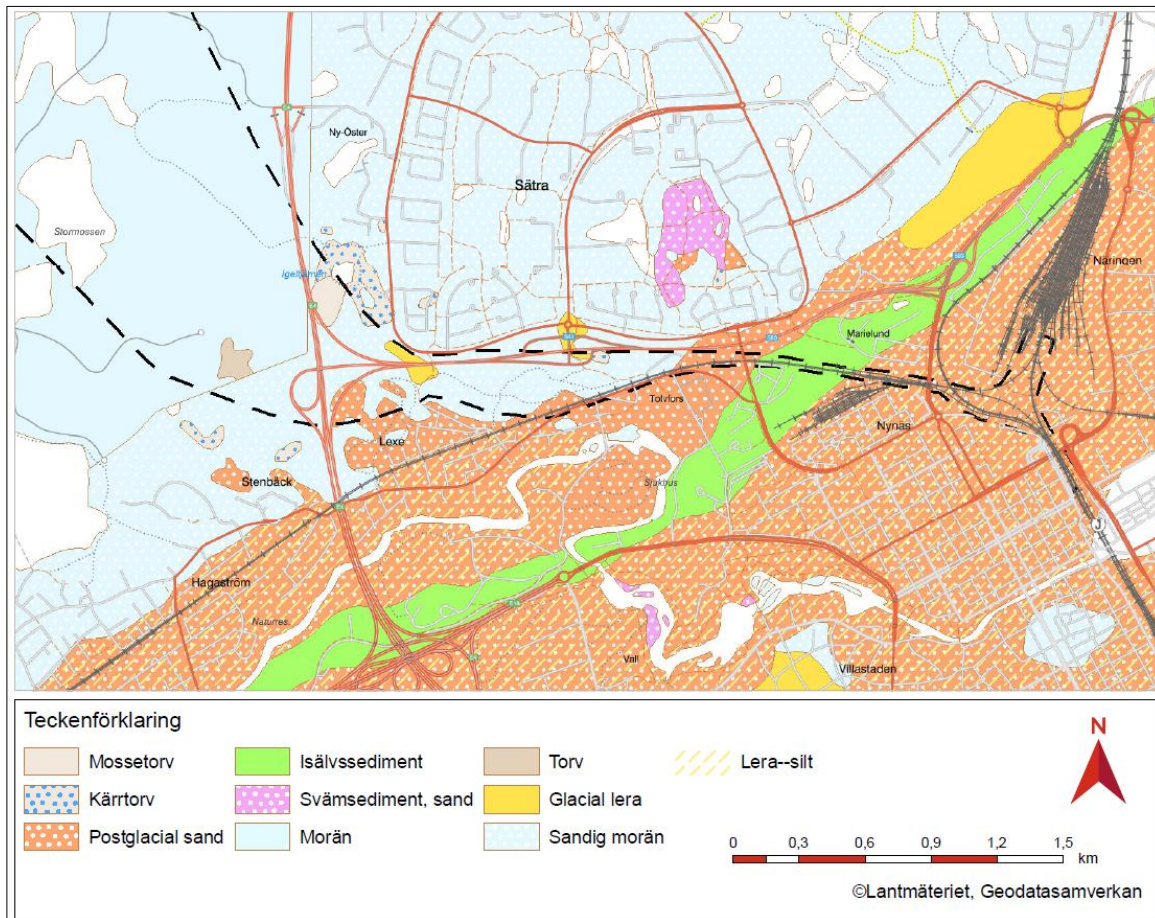 Ny-Öster
Sätra
Stormossen
Igeltjärnen
Näringen
Marielund
Tolvfors
Nynäs
Lexe
Stenbäck
Sjukhus
Hagaström
Naturres.
Vall
Villastaden
J
Teckenförklaring
Mossetorv
Isälvssediment
Torv
Lera--silt
Kärrtorv
Svämsediment, sand
Glacial lera
Postglacial sand
Morän
Sandig morän
N
0 0,3 0,6 0,9 1,2 1,5
km
©Lantmäteriet, Geodatasamverkan